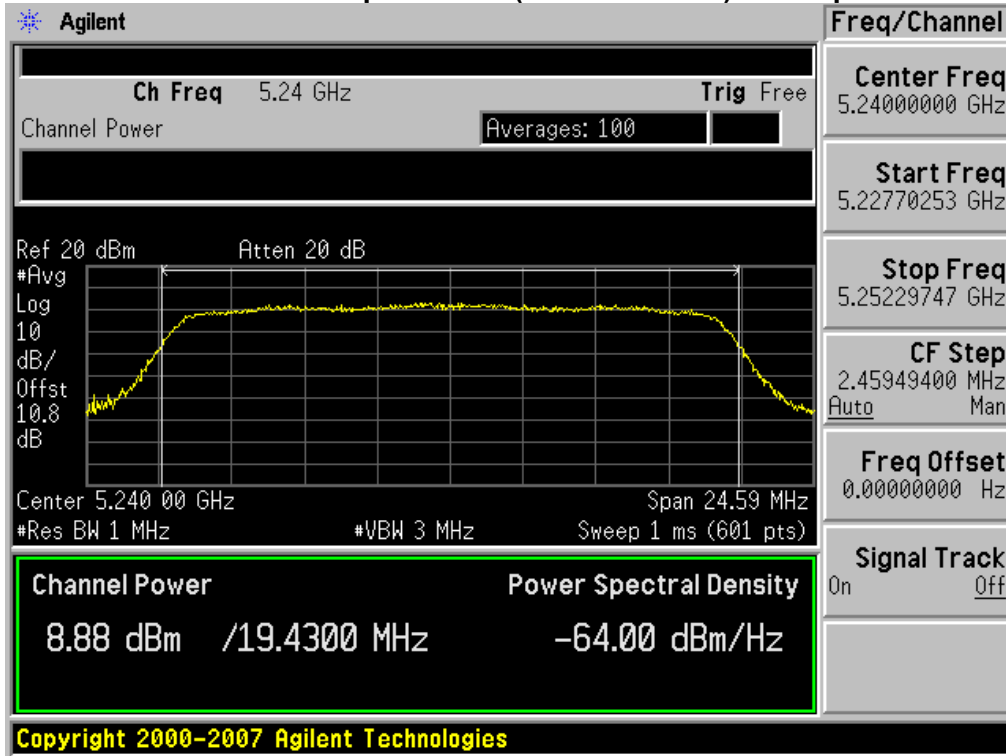 Agilent
Freq/Channel
Ch Freq 5.24 GHz Trig Free
Channel Power Averages: 100
Center Freq
5.24000000 GHz
Start Freq
5.22770253 GHz
Stop Freq
5.25229747 GHz
CF Step
2.45949400 MHz
Auto Man
Freq Offset
0.00000000 Hz
Signal Track
On Off
Ref 20 dBm Atten 20 dB
#Avg
Log
10
dB/
Offst
10.8
dB
Center 5.240 00 GHz Span 24.59 MHz
#Res BW 1 MHz #VBW 3 MHz Sweep 1 ms (601 pts)
Channel Power Power Spectral Density
8.88 dBm /19.4300 MHz -64.00 dBm/Hz
Copyright 2000-2007 Agilent Technologies